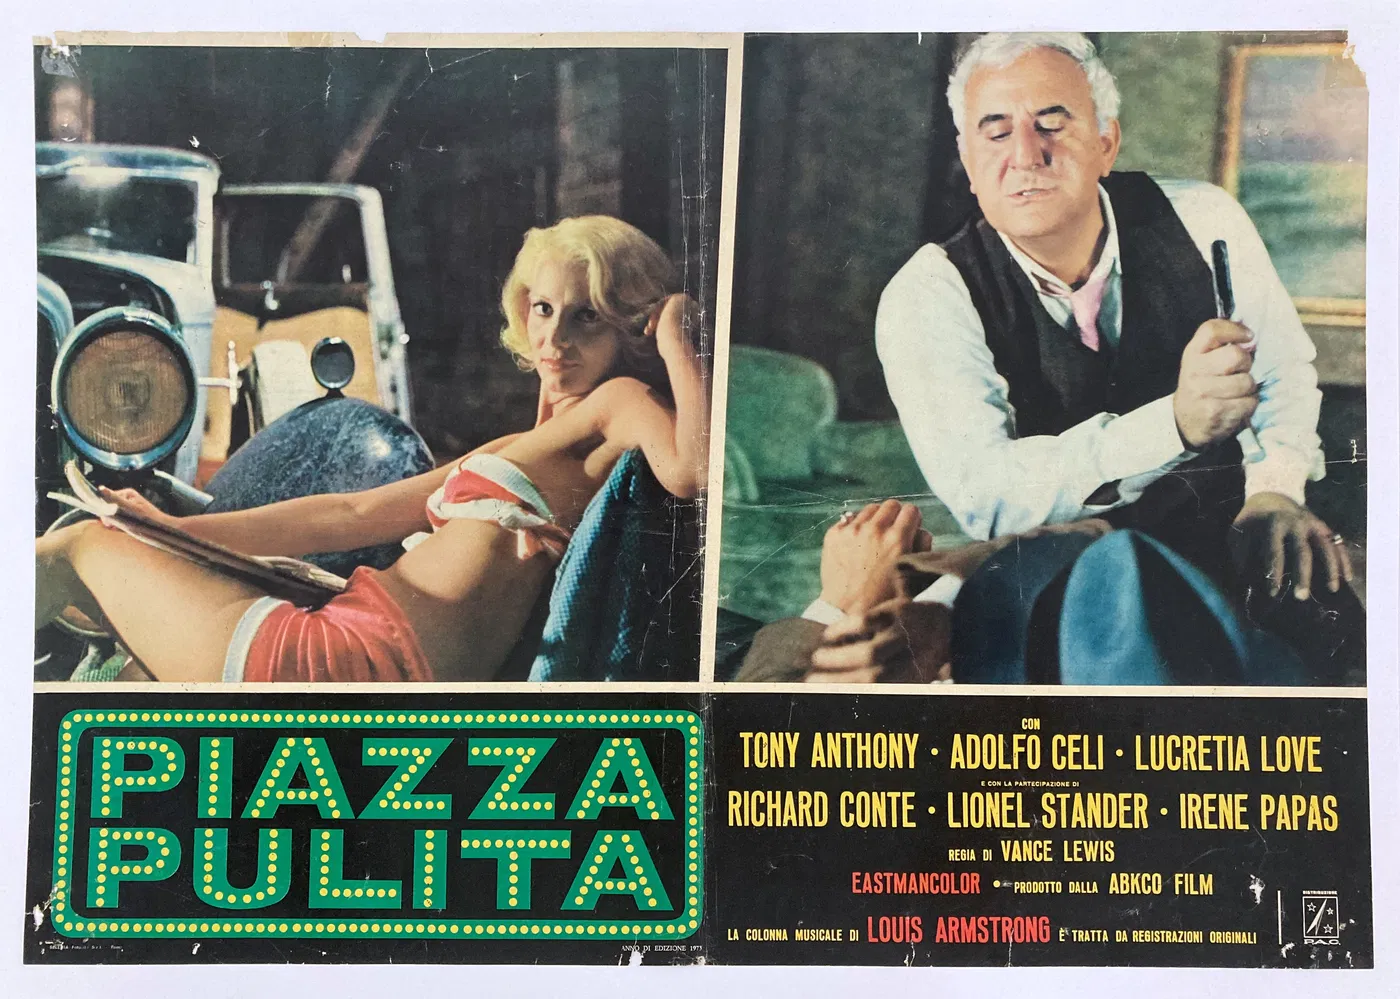 PIAZZA
PULITA
ANNO DI EDIZIONE 1973
CON
TONY ANTHONY • ADOLFO CELI • LUCRETIA LOVE
E CON LA PARTECIPAZIONE DI
RICHARD CONTE • LIONEL STANDER • IRENE PAPAS
REGIA DI VANCE LEWIS
EASTMANCOLOR • PRODOTTO DALLA ABKCO FILM
LA COLONNA MUSICALE DI LOUIS ARMSTRONG È TRATTA DA REGISTRAZIONI ORIGINALI
DISTRIBUZIONE
P.A.C.